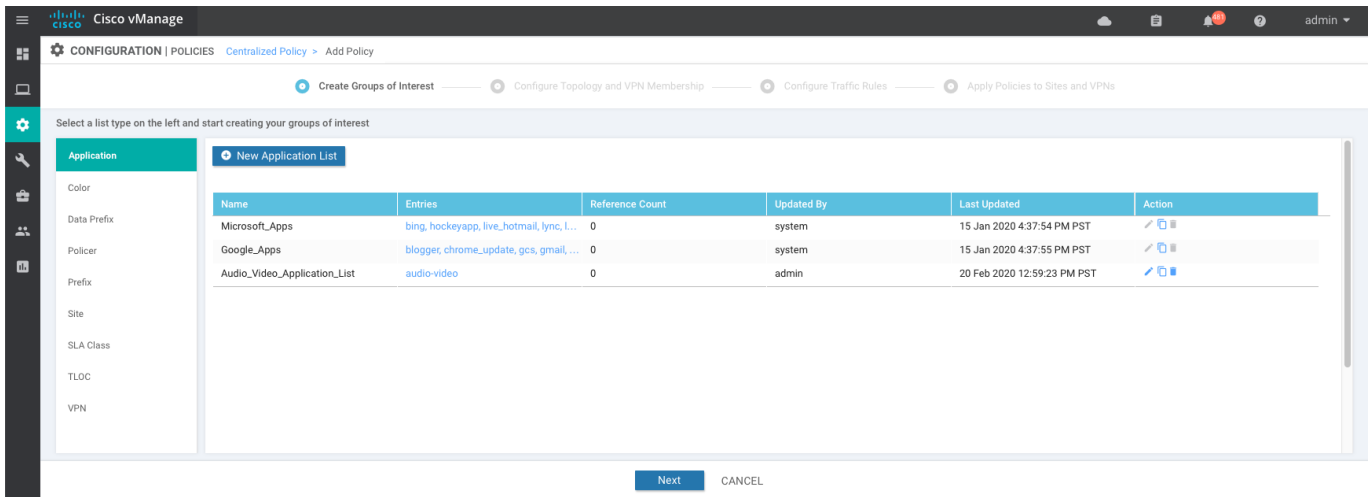 cisco Cisco vManage 461 admin
CONFIGURATION | POLICIES Centralized Policy > Add Policy
Create Groups of Interest Configure Topology and VPN Membership Configure Traffic Rules Apply Policies to Sites and VPNs
Select a list type on the left and start creating your groups of interest
Application
Color
Data Prefix
Policer
Prefix
Site
SLA Class
TLOC
VPN
New Application List
Name Entries Reference Count Updated By Last Updated Action
Microsoft_Apps bing, hockeyapp, live_hotmail, lync, l... 0 system 15 Jan 2020 4:37:54 PM PST
Google_Apps blogger, chrome_update, gcs, gmail, ... 0 system 15 Jan 2020 4:37:55 PM PST
Audio_Video_Application_List audio-video 0 admin 20 Feb 2020 12:59:23 PM PST
Next CANCEL